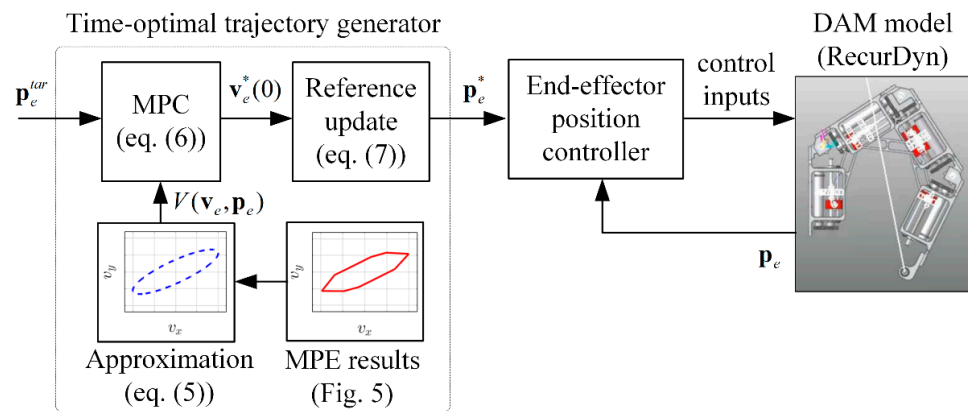 Time-optimal trajectory generator
DAM model
(RecurDyn)
p_e^{tar}
MPC
(eq. (6))
v_e^*(0)
Reference
update
(eq. (7))
p_e^*
End-effector
position
controller
control
inputs
V(v_e, p_e)
p_e
v_y
v_x
v_y
v_x
Approximation
(eq. (5))
MPE results
(Fig. 5)